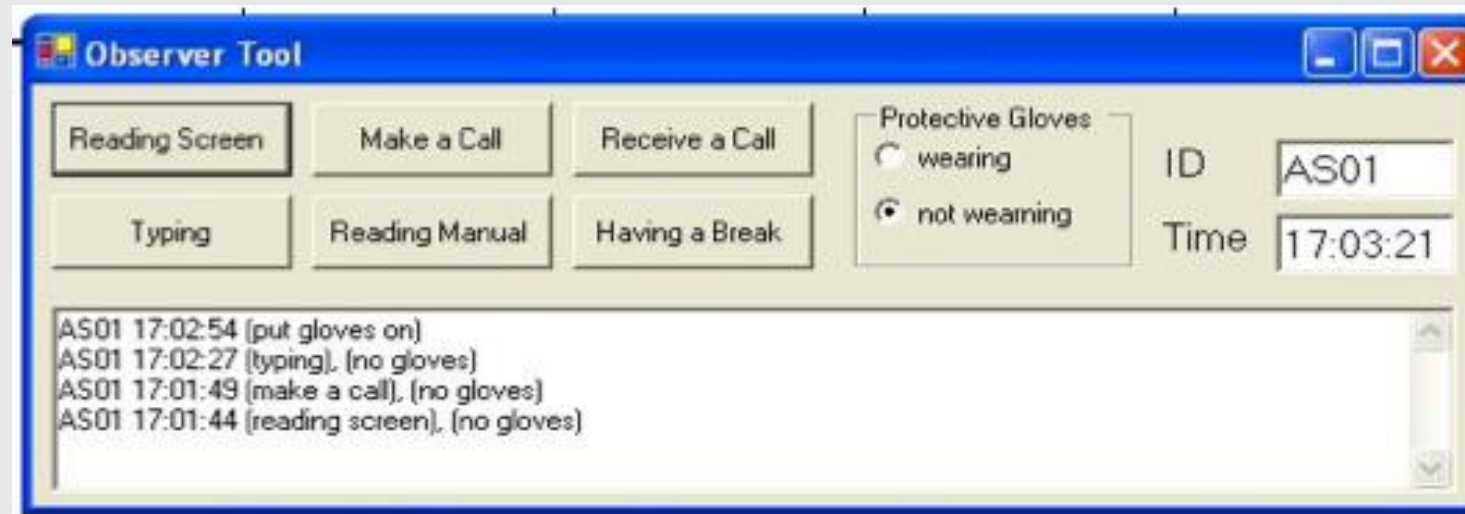 Observer Tool
Reading Screen
Make a Call
Receive a Call
Typing
Reading Manual
Having a Break
Protective Gloves
wearing
not wearning
ID
AS01
Time
17:03:21
AS01 17:02:54 (put gloves on)
AS01 17:02:27 (typing), (no gloves)
AS01 17:01:49 (make a call), (no gloves)
AS01 17:01:44 (reading screen), (no gloves)